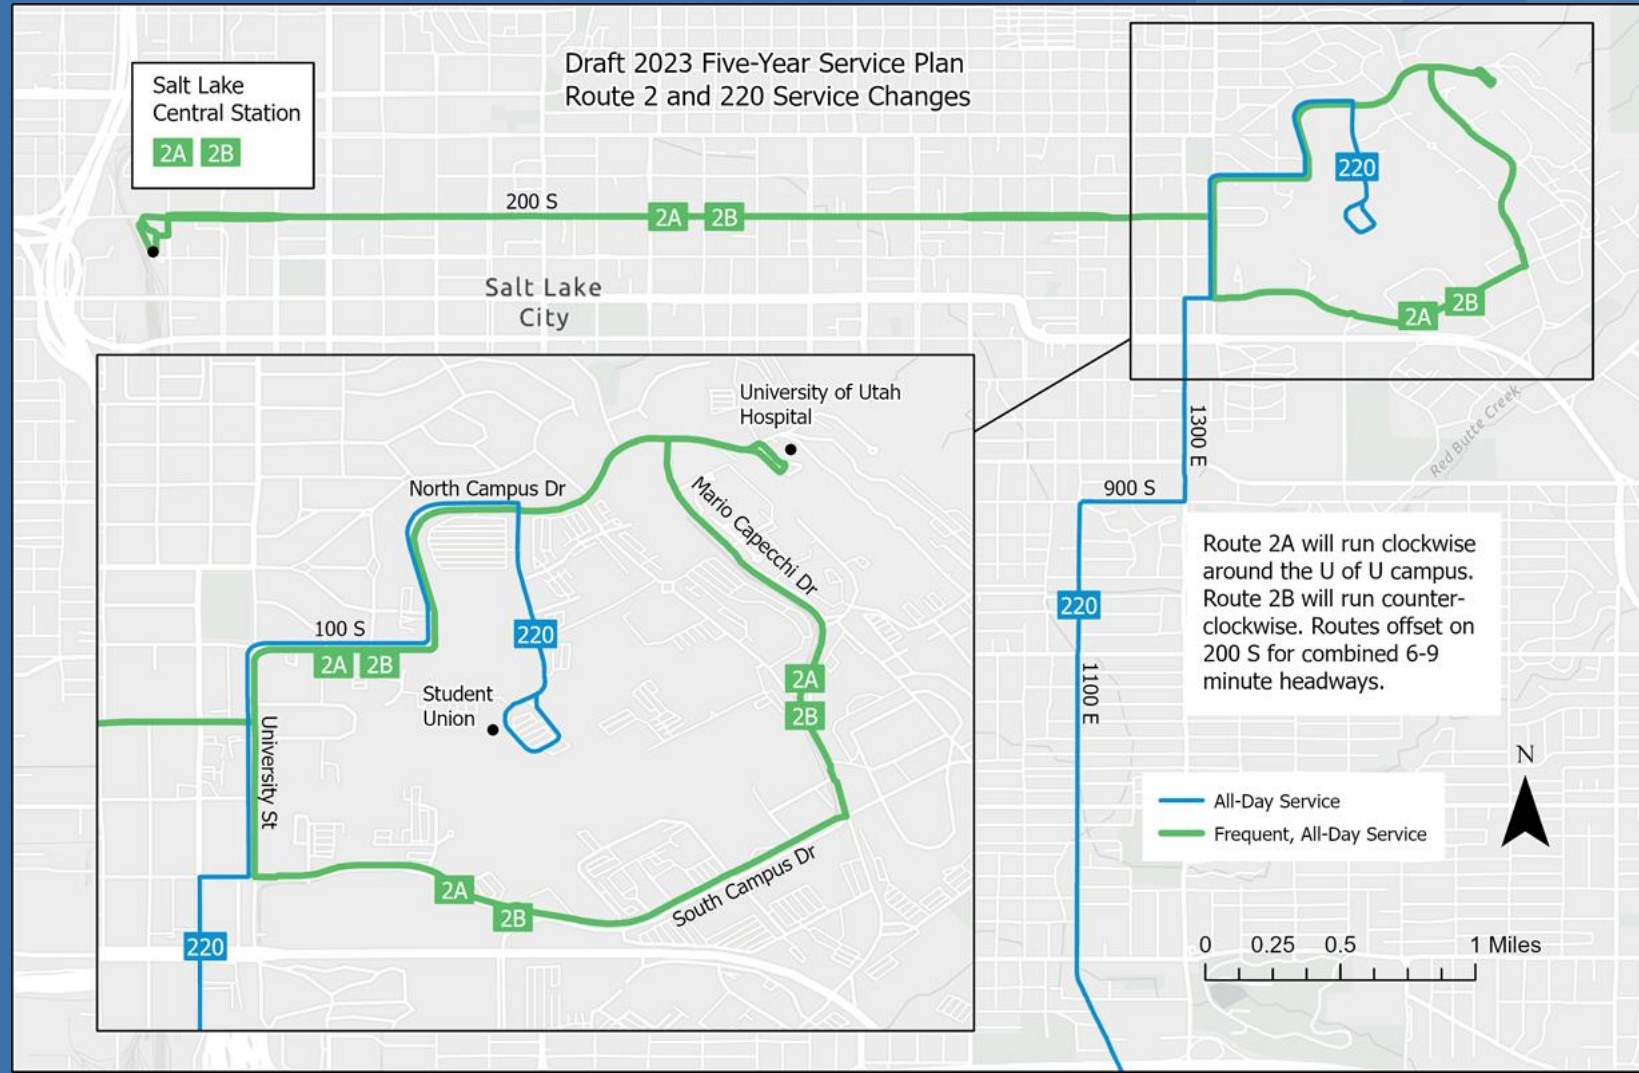 Draft 2023 Five-Year Service Plan
Route 2 and 220 Service Changes
Salt Lake
Central Station
2A 2B
200 S
2A 2B
220
2A
2B
Salt Lake
City
University of Utah
Hospital
North Campus Dr
Mario Capecchi Dr
100 S
2A 2B
220
Student
Union
2A
2B
University St
2A
2B
South Campus Dr
220
1300 E
Red Butte Creek
900 S
220
1100 E
Route 2A will run clockwise
around the U of U campus.
Route 2B will run counter-
clockwise. Routes offset on
200 S for combined 6-9
minute headways.
N
All-Day Service
Frequent, All-Day Service
0 0.25 0.5 1 Miles